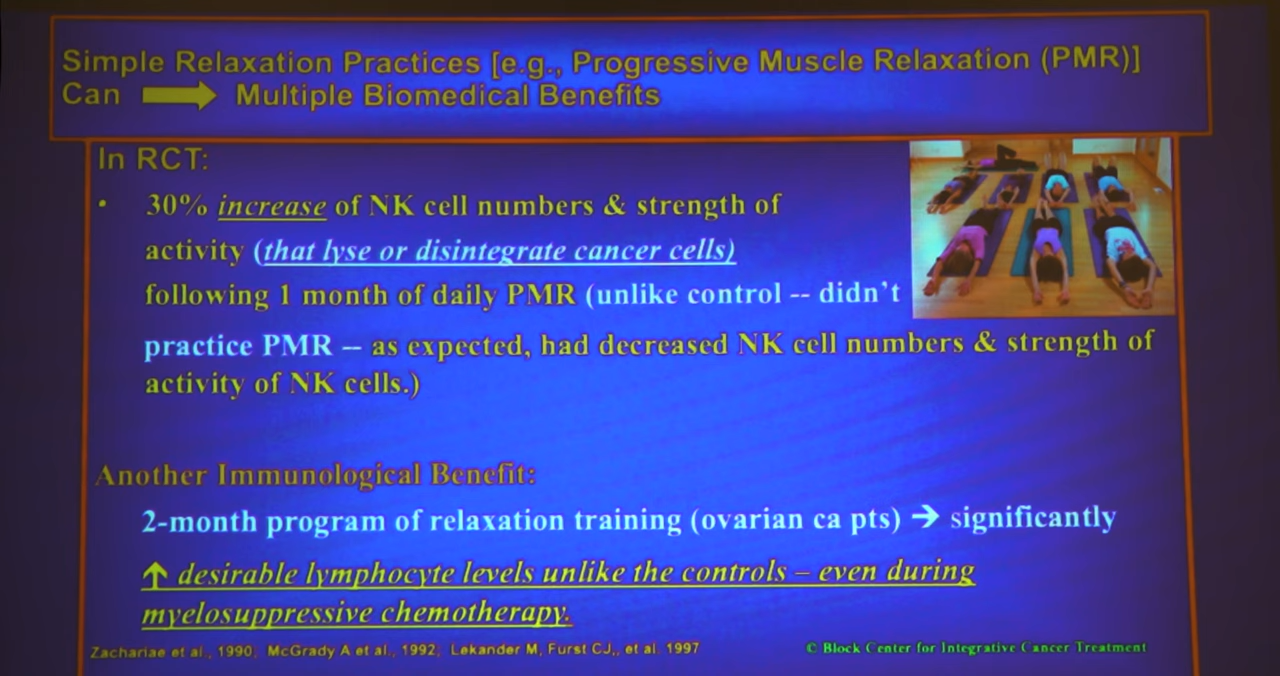 Simple Relaxation Practices [e.g., Progressive Muscle Relaxation (PMR)]
Can Multiple Biomedical Benefits
In RCT:
• 30% increase of NK cell numbers & strength of
activity (that lyse or disintegrate cancer cells)
following 1 month of daily PMR (unlike control -- didn't
practice PMR – as expected, had decreased NK cell numbers & strength of
activity of NK cells.)
Another Immunological Benefit:
2-month program of relaxation training (ovarian ca pts) → significantly
↑ desirable lymphocyte levels unlike the controls – even during
myelosuppressive chemotherapy.
Zachariae et al., 1990; McGrady A et al., 1992; Lekander M, Furst CJ,, et al. 1997
© Block Center for Integrative Cancer Treatment